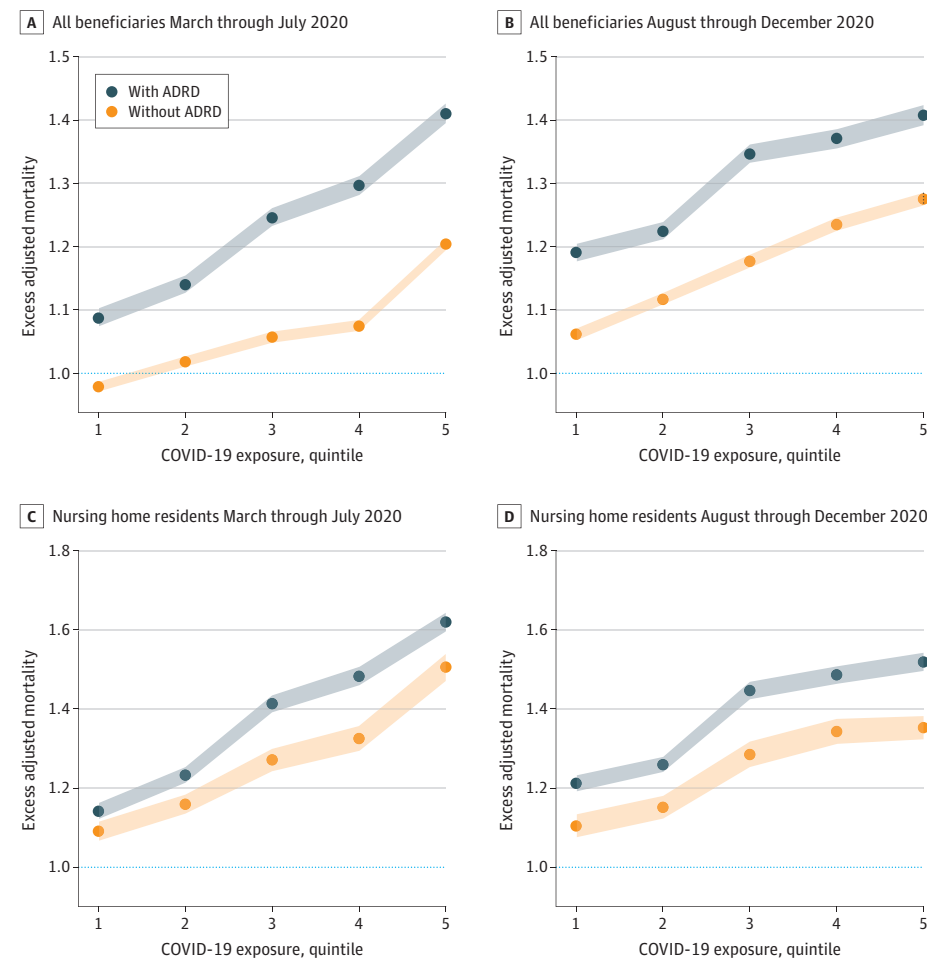 A All beneficiaries March through July 2020
1.5
1.4
1.3
1.2
1.1
1.0
Excess adjusted mortality
With ADRD
Without ADRD
1 2 3 4 5
COVID-19 exposure, quintile
B All beneficiaries August through December 2020
1.5
1.4
1.3
1.2
1.1
1.0
Excess adjusted mortality
1 2 3 4 5
COVID-19 exposure, quintile
C Nursing home residents March through July 2020
1.8
1.6
1.4
1.2
1.0
Excess adjusted mortality
1 2 3 4 5
COVID-19 exposure, quintile
D Nursing home residents August through December 2020
1.8
1.6
1.4
1.2
1.0
Excess adjusted mortality
1 2 3 4 5
COVID-19 exposure, quintile